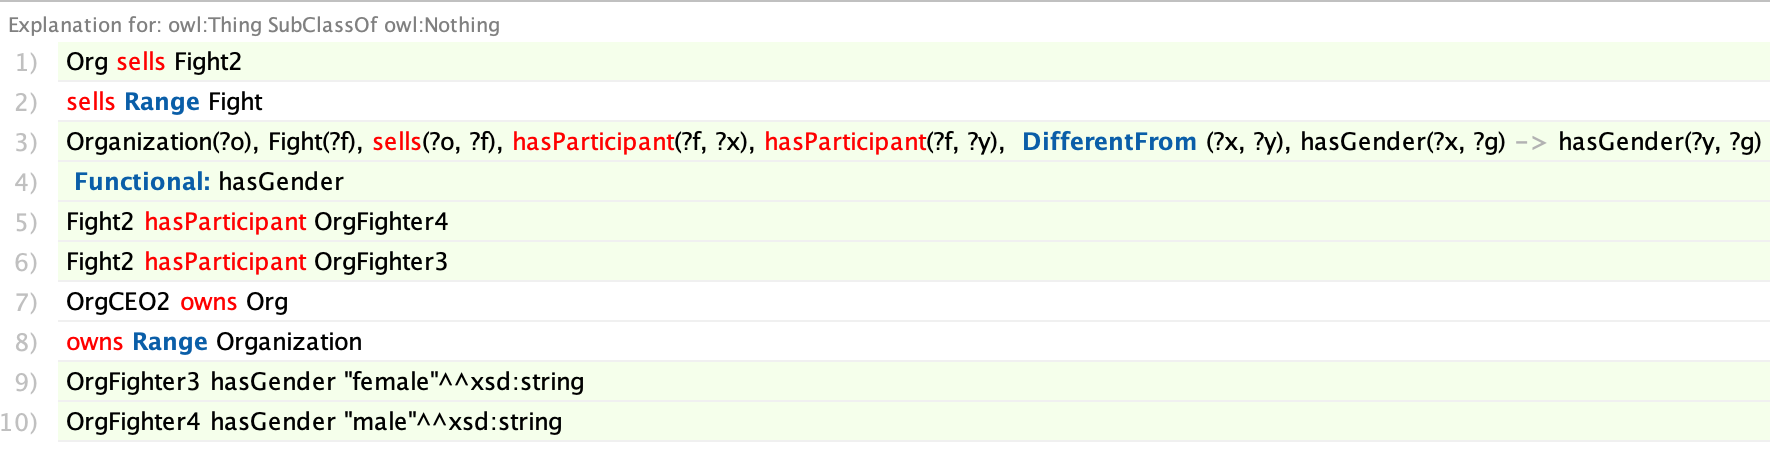 Explanation for: owl:Thing SubClassOf owl:Nothing
1) Org sells Fight2
2) sells Range Fight
3) Organization(?o), Fight(?f), sells(?o, ?f), hasParticipant(?f, ?x), hasParticipant(?f, ?y), DifferentFrom (?x, ?y), hasGender(?x, ?g) -> hasGender(?y, ?g)
4) Functional: hasGender
5) Fight2 hasParticipant OrgFighter4
6) Fight2 hasParticipant OrgFighter3
7) OrgCEO2 owns Org
8) owns Range Organization
9) OrgFighter3 hasGender "female"^^xsd:string
10) OrgFighter4 hasGender "male"^^xsd:string